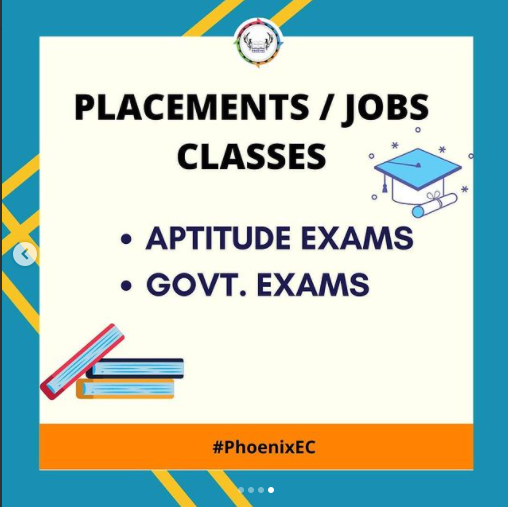 PLACEMENTS / JOBS
CLASSES
• APTITUDE EXAMS
• GOVT. EXAMS
#PhoenixEC